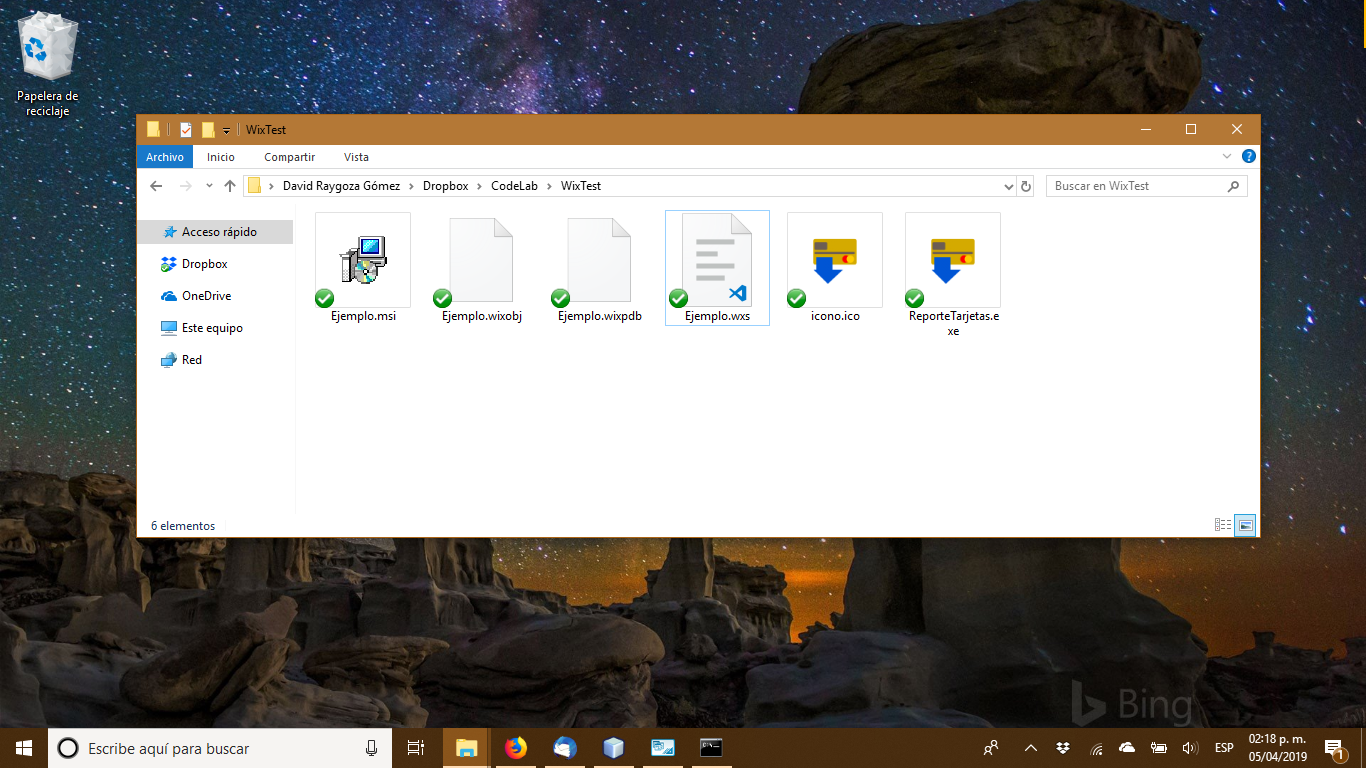 Papelera de
reciclaje
WixTest
Archivo
Inicio
Compartir
Vista
David Raygoza Gómez
Dropbox
CodeLab
WixTest
Buscar en WixTest
Acceso rápido
Dropbox
OneDrive
Este equipo
Red
Ejemplo.msi
Ejemplo.wixobj
Ejemplo.wixpdb
Ejemplo.wxs
icono.ico
ReporteTarjetas.e
xe
6 elementos
Bing
Escribe aquí para buscar
ESP
02:18 p. m.
05/04/2019
1